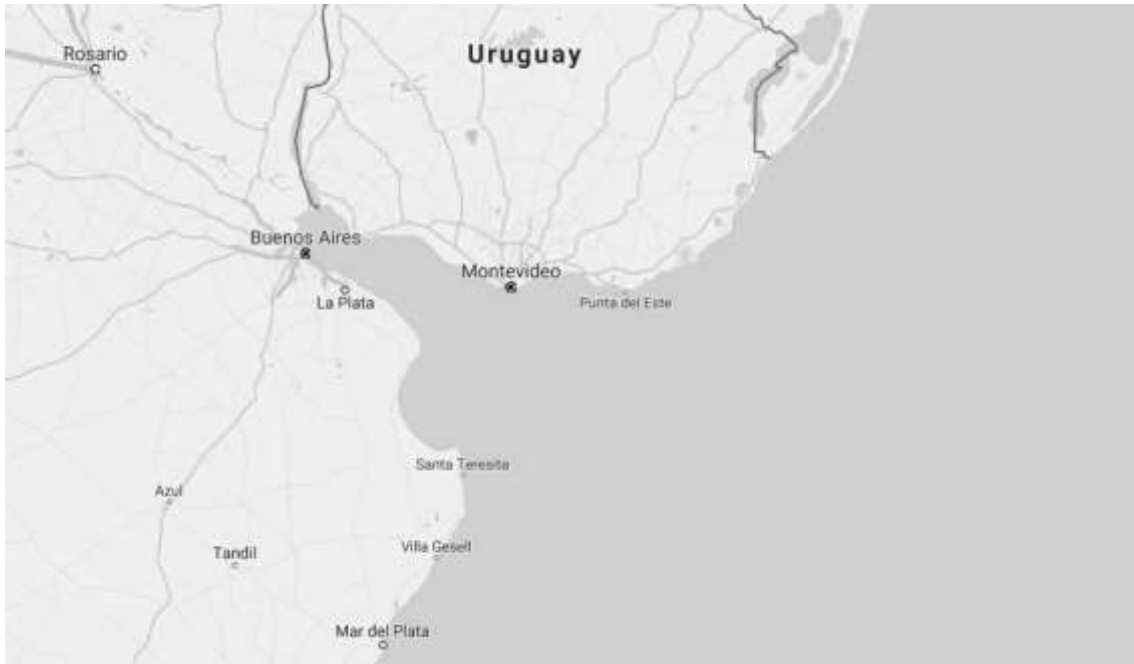 Rosario
Uruguay
Buenos Aires
Montevideo
La Plata
Punta del Este
Santa Teresita
Azul
Villa Gesell
Tandil
Mar del Plata